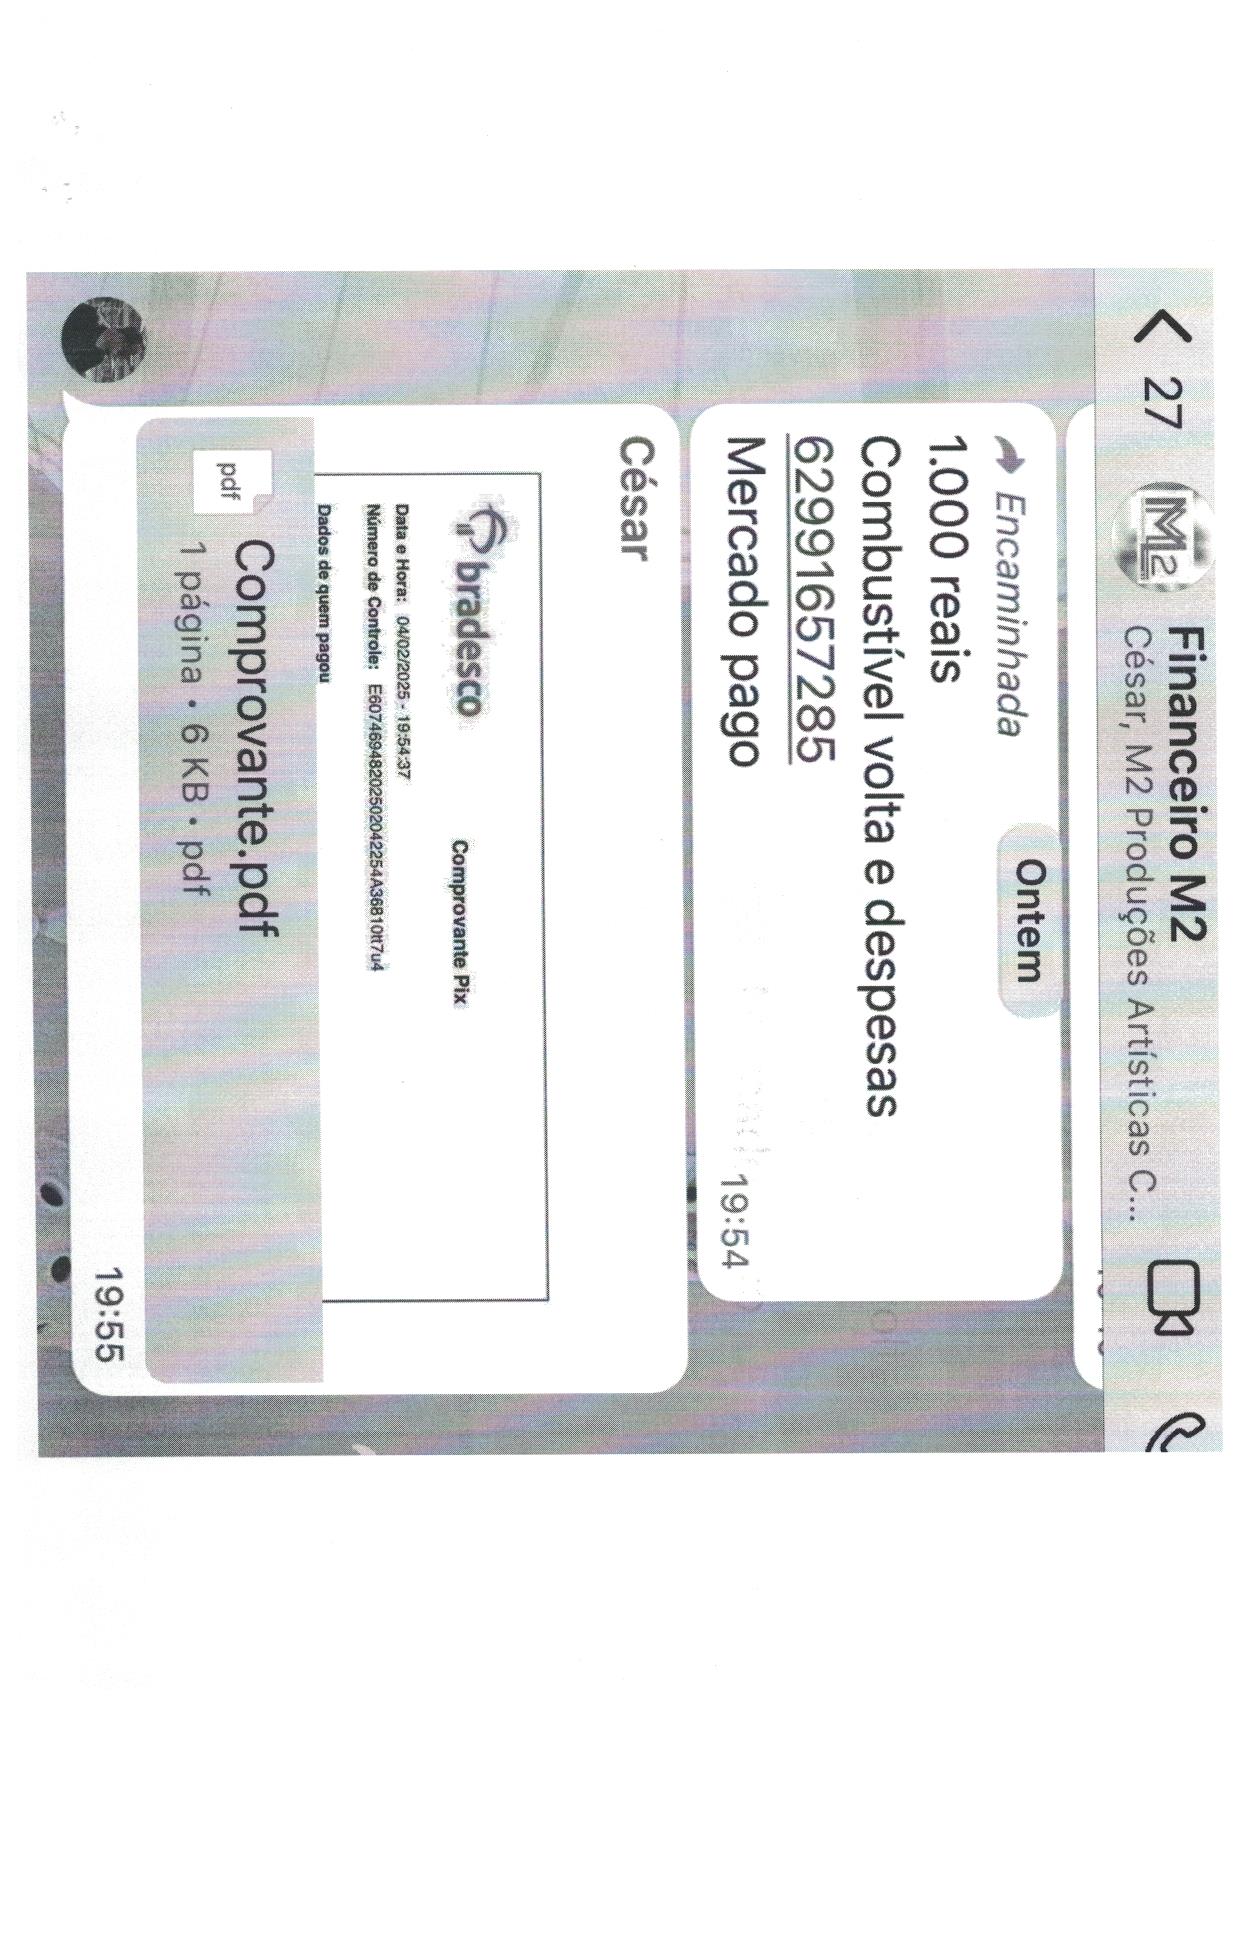 27
M2
Financeiro M2
César, M2 Produções Artísticas C...
Ontem
Encaminhada
1.000 reais
Combustível volta e despesas
62991657285
Mercado pago
19:54
César
bradesco
Comprovante Pix
Data e Hora: 04/02/2025 - 19:54:37
Número de Controle: E60746948202502042254A36810tt7u4
Dados de quem pagou
pdf
Comprovante.pdf
1 página • 6 KB • pdf
19:55